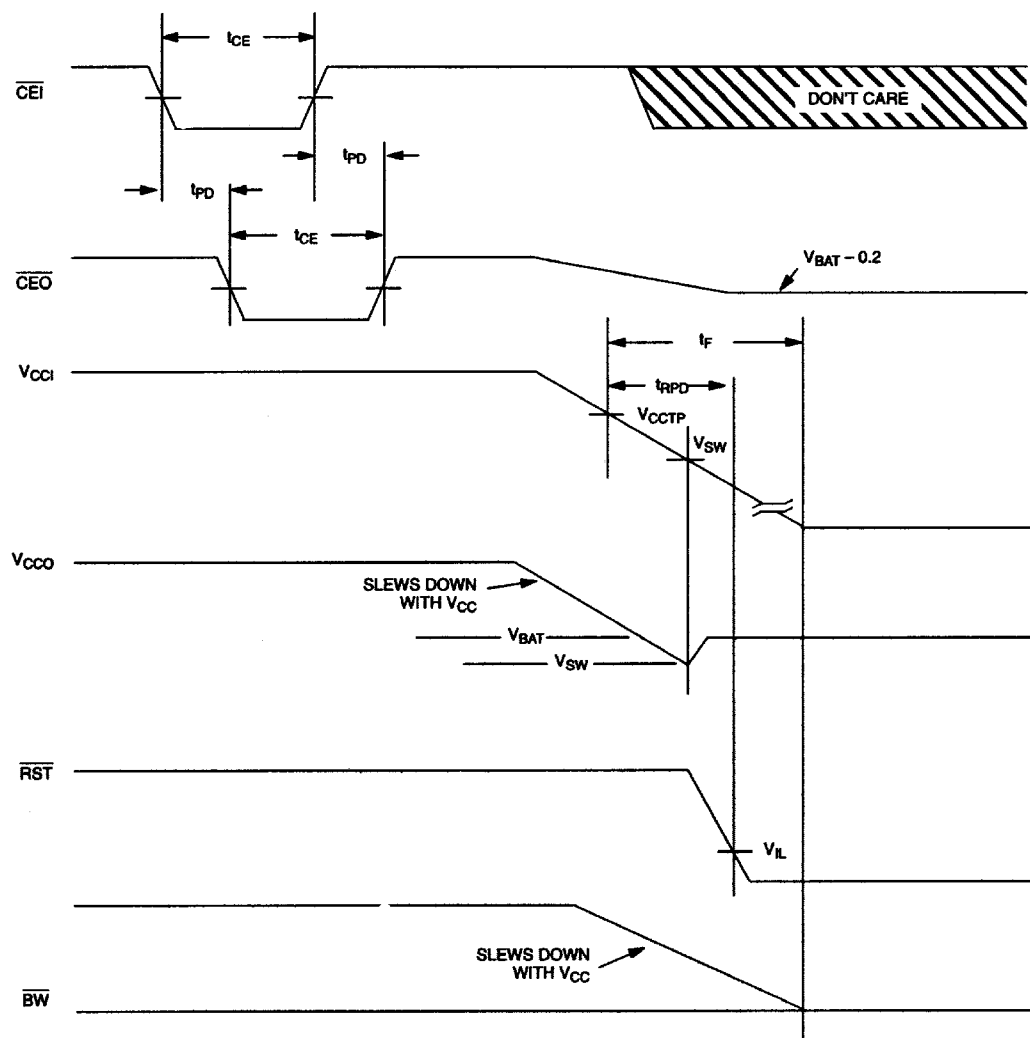 tCE
CEI
DON'T CARE
tPD
tPD
tCE
CEO
VBAT – 0.2
tF
VCCI
tRPD
VCCTP
VSW
VCCO
SLEWS DOWN
WITH VCC
VBAT
VSW
RST
VIL
SLEWS DOWN
WITH VCC
BW